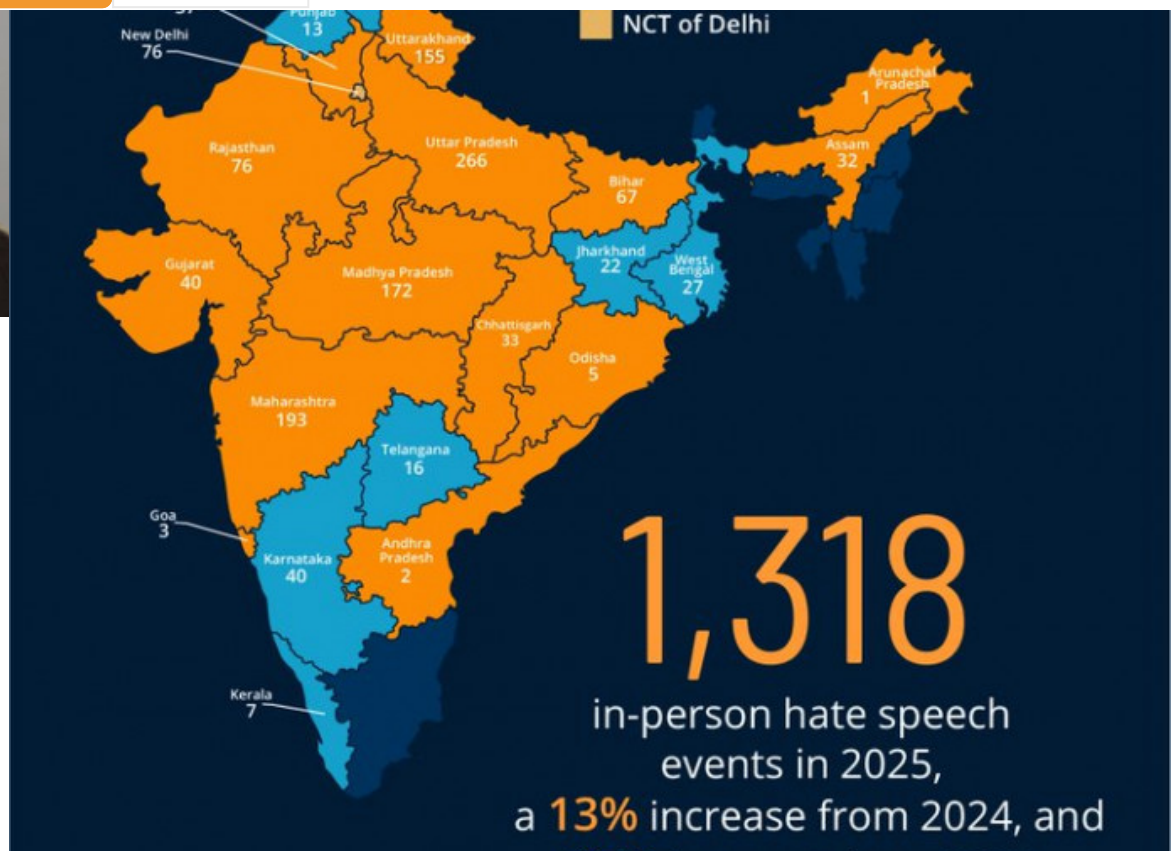 Punjab
13
NCT of Delhi
New Delhi
76
Uttarakhand
155
Arunachal
Pradesh
1
Rajasthan
76
Uttar Pradesh
266
Assam
32
Bihar
67
Jharkhand
22
West
Bengal
27
Gujarat
40
Madhya Pradesh
172
Chhattisgarh
33
Odisha
5
Maharashtra
193
Telangana
16
Goa
3
Karnataka
40
Andhra
Pradesh
2
Kerala
7
1,318
in-person hate speech
events in 2025,
a 13% increase from 2024, and